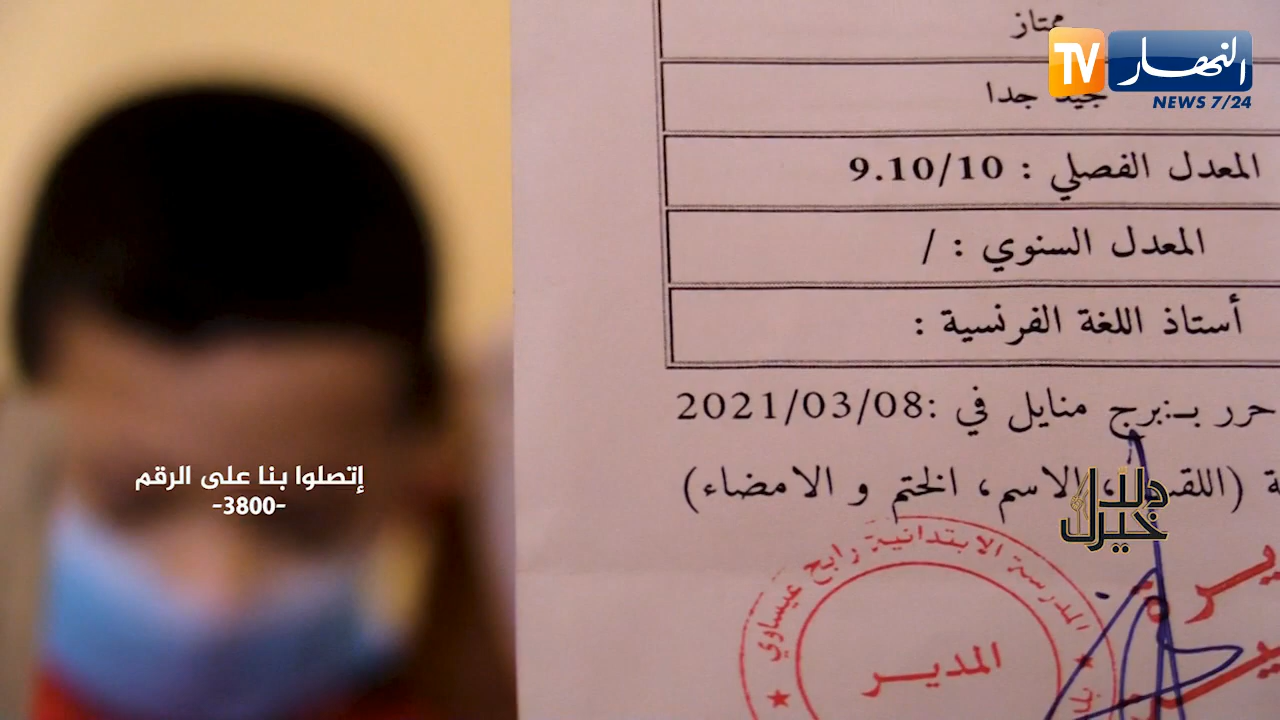 ممتاز
جيد جدا
المعدل الفصلي : 9.10/10
المعدل السنوي : /
أستاذ اللغة الفرنسية :
حرر بـ:برج منايل في :2021/03/08
ة (اللقب، الاسم، الختم و الامضاء)
المدرسة الابتدائية رابح عيساوي
المدير
إتصلوا بنا على الرقم
-3800-
النهار TV
NEWS 7/24
خيرك